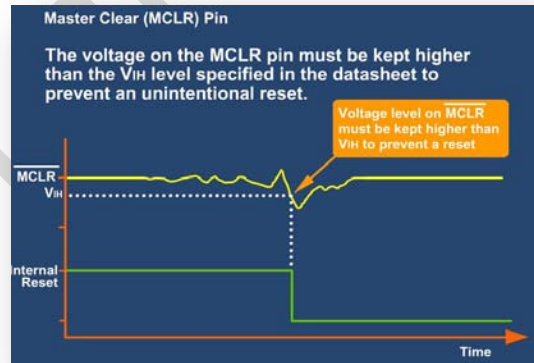 Master Clear (MCLR) Pin
The voltage on the MCLR pin must be kept higher
than the VIH level specified in the datasheet to
prevent an unintentional reset.
Voltage level on MCLR
must be kept higher than
VIH to prevent a reset
MCLR
VIH
Internal
Reset
Time